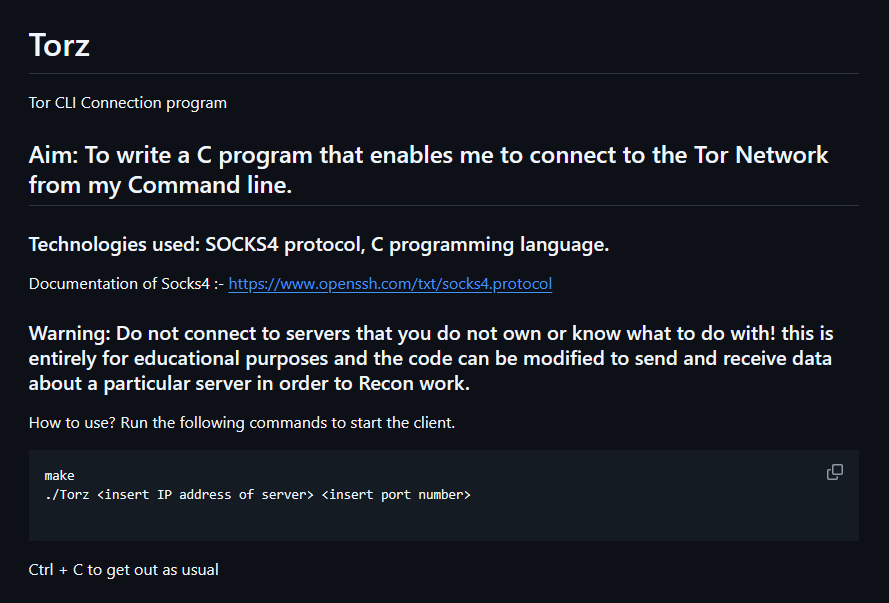 Torz
Tor CLI Connection program
Aim: To write a C program that enables me to connect to the Tor Network
from my Command line.
Technologies used: SOCKS4 protocol, C programming language.
Documentation of Socks4 :- https://www.openssh.com/txt/socks4.protocol
Warning: Do not connect to servers that you do not own or know what to do with! this is
entirely for educational purposes and the code can be modified to send and receive data
about a particular server in order to Recon work.
How to use? Run the following commands to start the client.
make
./Torz <insert IP address of server> <insert port number>
Ctrl + C to get out as usual